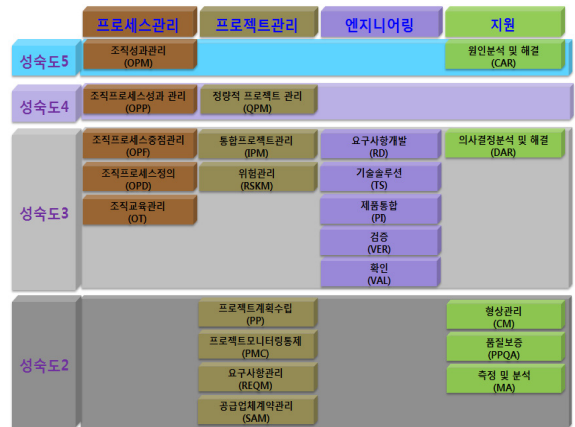 프로세스관리
프로젝트관리
엔지니어링
지원
성숙도5
조직성과관리
(OPM)
원인분석 및 해결
(CAR)
성숙도4
조직프로세스성과 관리
(OPP)
정량적 프로젝트 관리
(QPM)
성숙도3
조직프로세스중점관리
(OPF)
통합프로젝트관리
(IPM)
요구사항개발
(RD)
의사결정분석 및 해결
(DAR)
조직프로세스정의
(OPD)
위험관리
(RSKM)
기술솔루션
(TS)
조직교육관리
(OT)
제품통합
(PI)
검증
(VER)
확인
(VAL)
성숙도2
프로젝트계획수립
(PP)
형상관리
(CM)
프로젝트모니터링통제
(PMC)
품질보증
(PPQA)
요구사항관리
(REQM)
측정 및 분석
(MA)
공급업체계약관리
(SAM)